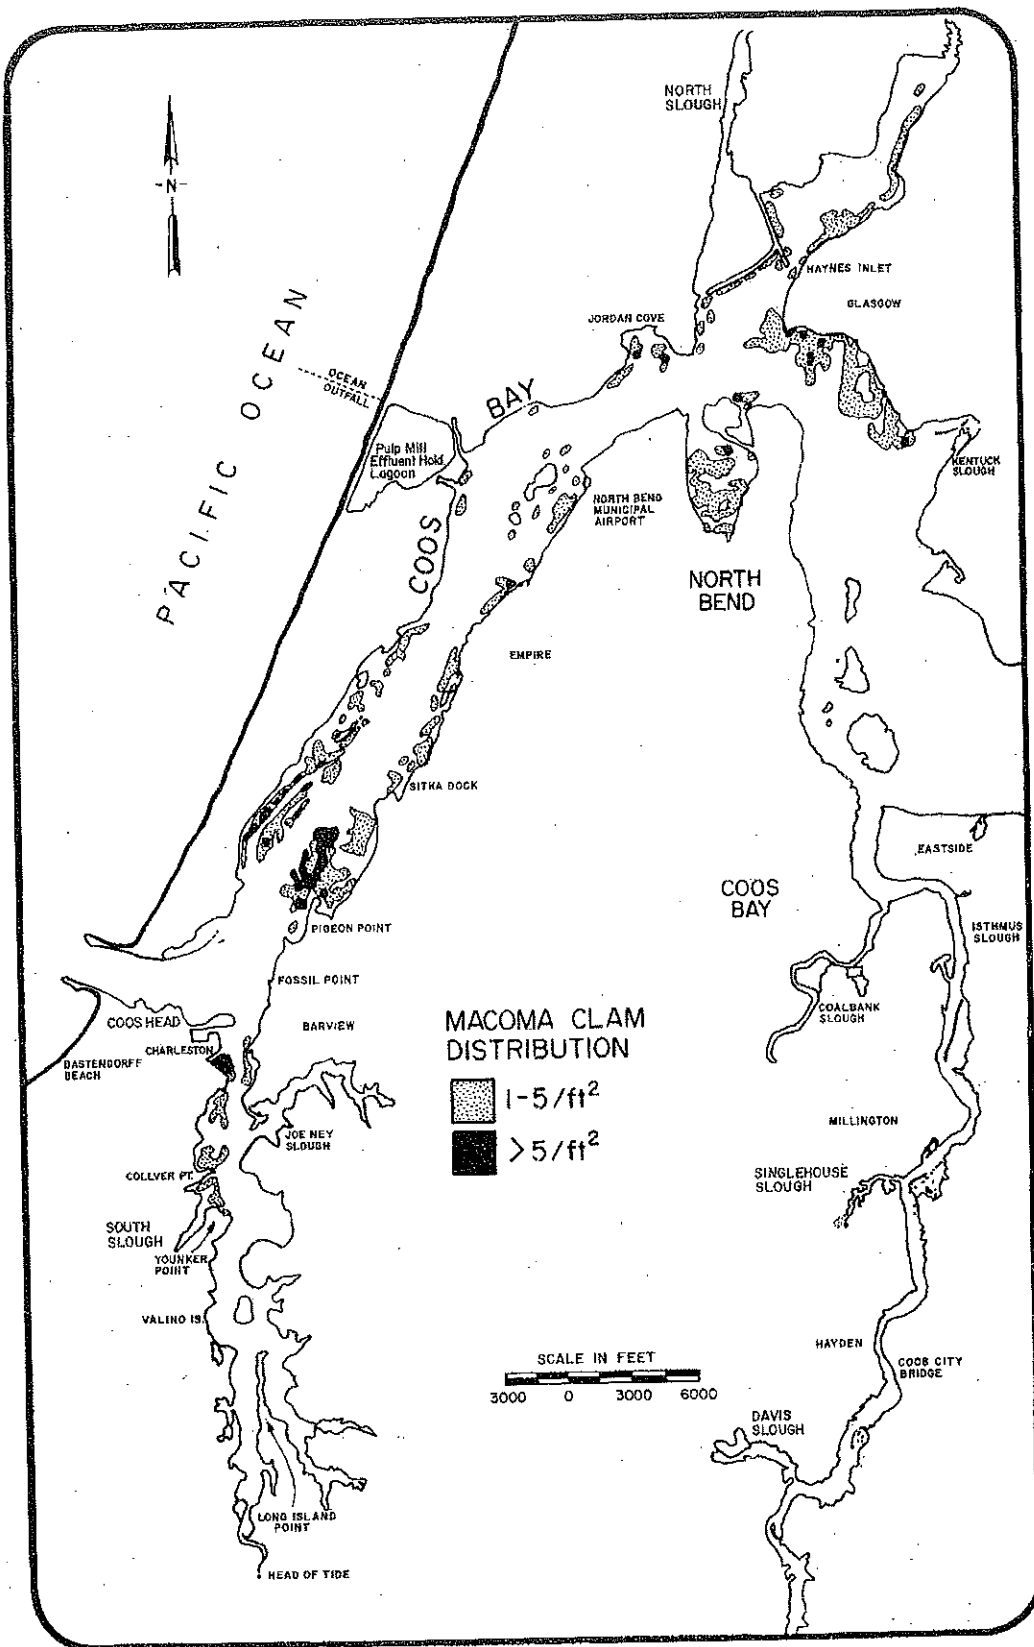 NORTH
SLOUGH
-N-
HAYNES INLET
GLASGOW
JORDAN COVE
PACIFIC OCEAN
OCEAN
OUTFALL
BAY
Pulp Mill
Effluent Hold.
Lagoon
KENTUCK
SLOUGH
NORTH BEND
MUNICIPAL
AIRPORT
COOS
NORTH
BEND
EMPIRE
SITKA DOCK
EASTSIDE
COOS
BAY
ISTHMUS
SLOUGH
PIGEON POINT
FOSSIL POINT
COALBANK
SLOUGH
COOS HEAD
BARVIEW
MACOMA CLAM
DISTRIBUTION
CHARLESTON
BASTENDORFF
BEACH
1-5/ft²
>5/ft²
MILLINGTON
JOE NEY
SLOUGH
COLLVER PT.
SINGLEHOUSE
SLOUGH
SOUTH
SLOUGH
YOUNKER
POINT
VALINO IS.
HAYDEN
SCALE IN FEET
3000 0 3000 6000
COOS CITY
BRIDGE
DAVIS
SLOUGH
LONG ISLAND
POINT
HEAD OF TIDE